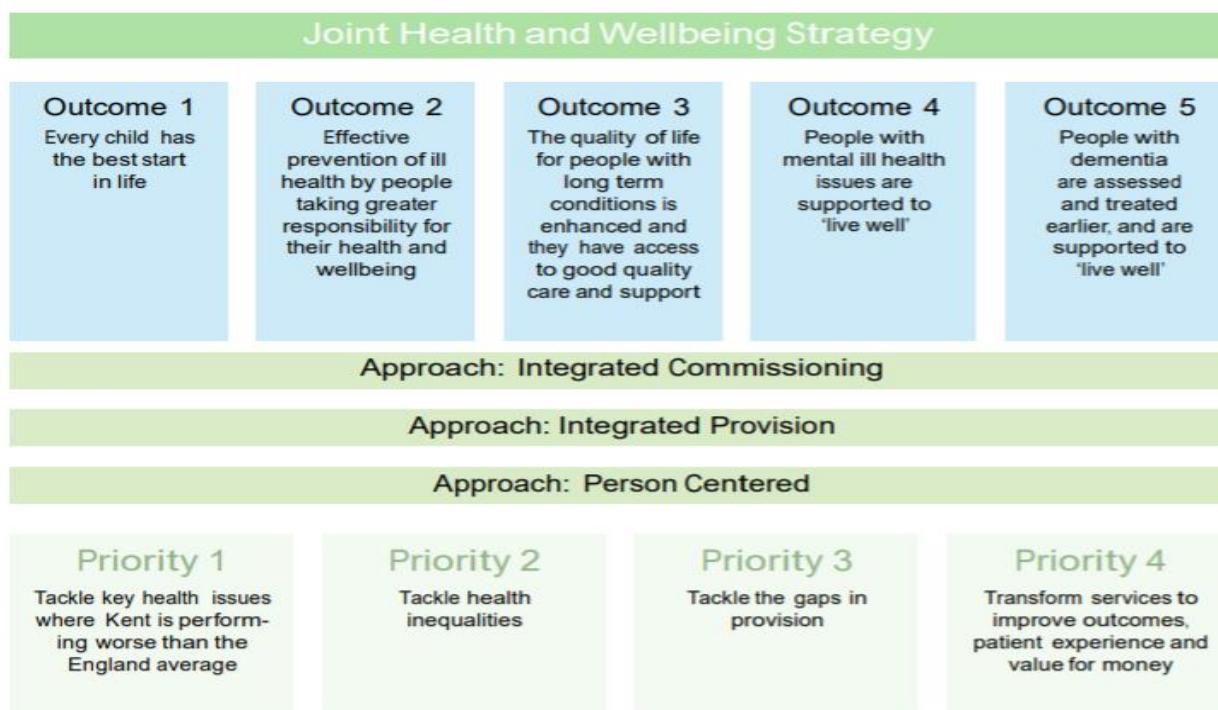 Joint Health and Wellbeing Strategy
Outcome 1
Every child has
the best start
in life
Outcome 2
Effective
prevention of ill
health by people
taking greater
responsibility for
their health and
wellbeing
Outcome 3
The quality of life
for people with
long term
conditions is
enhanced and
they have access
to good quality
care and support
Outcome 4
People with
mental ill health
issues are
supported to
'live well'
Outcome 5
People with
dementia
are assessed
and treated
earlier, and are
supported to
'live well'
Approach: Integrated Commissioning
Approach: Integrated Provision
Approach: Person Centered
Priority 1
Tackle key health issues
where Kent is perform-
ing worse than the
England average
Priority 2
Tackle health
inequalities
Priority 3
Tackle the gaps in
provision
Priority 4
Transform services to
improve outcomes,
patient experience and
value for money